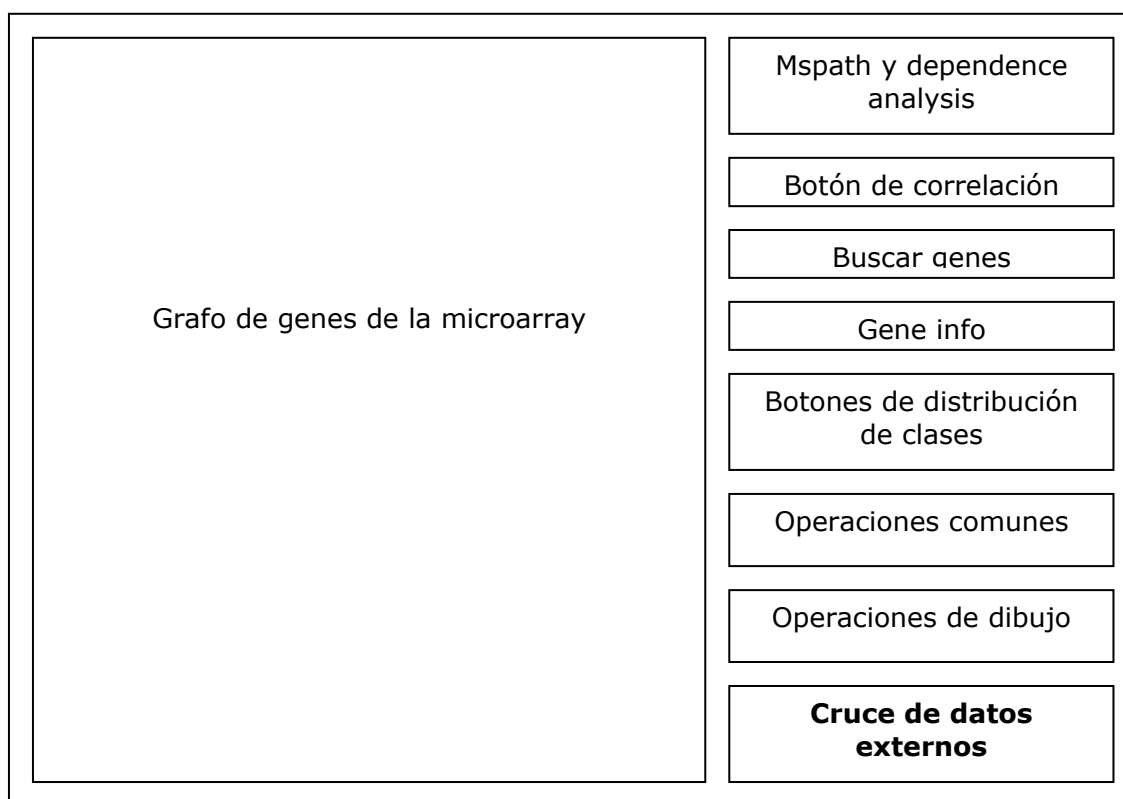 Mspath y dependence
analysis
Botón de correlación
Buscar genes
Grafo de genes de la microarray
Gene info
Botones de distribución
de clases
Operaciones comunes
Operaciones de dibujo
Cruce de datos
externos